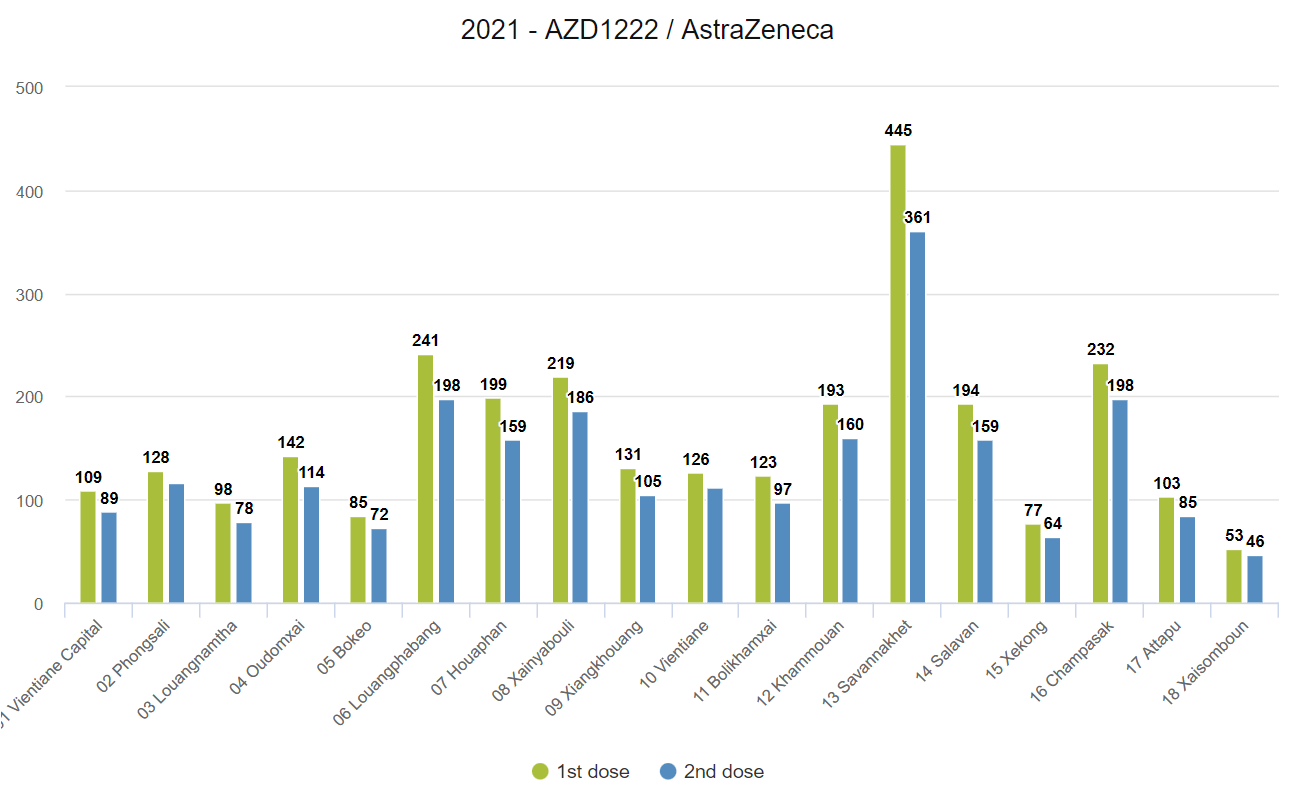 2021 - AZD1222 / AstraZeneca
500
400
300
200
100
0
109
89
128
98
78
142
114
85
72
241
198
199
159
219
186
131
105
126
123
97
193
160
445
361
194
159
77
64
232
198
103
85
53
46
1 Vientiane Capital
02 Phongsali
03 Louangnamtha
04 Oudomxai
05 Bokeo
06 Louangphabang
07 Houaphan
08 Xainyabouli
09 Xiangkhouang
10 Vientiane
11 Bolikhamxai
12 Khammouan
13 Savannakhet
14 Salavan
15 Xekong
16 Champasak
17 Attapu
18 Xaisomboun
1st dose
2nd dose